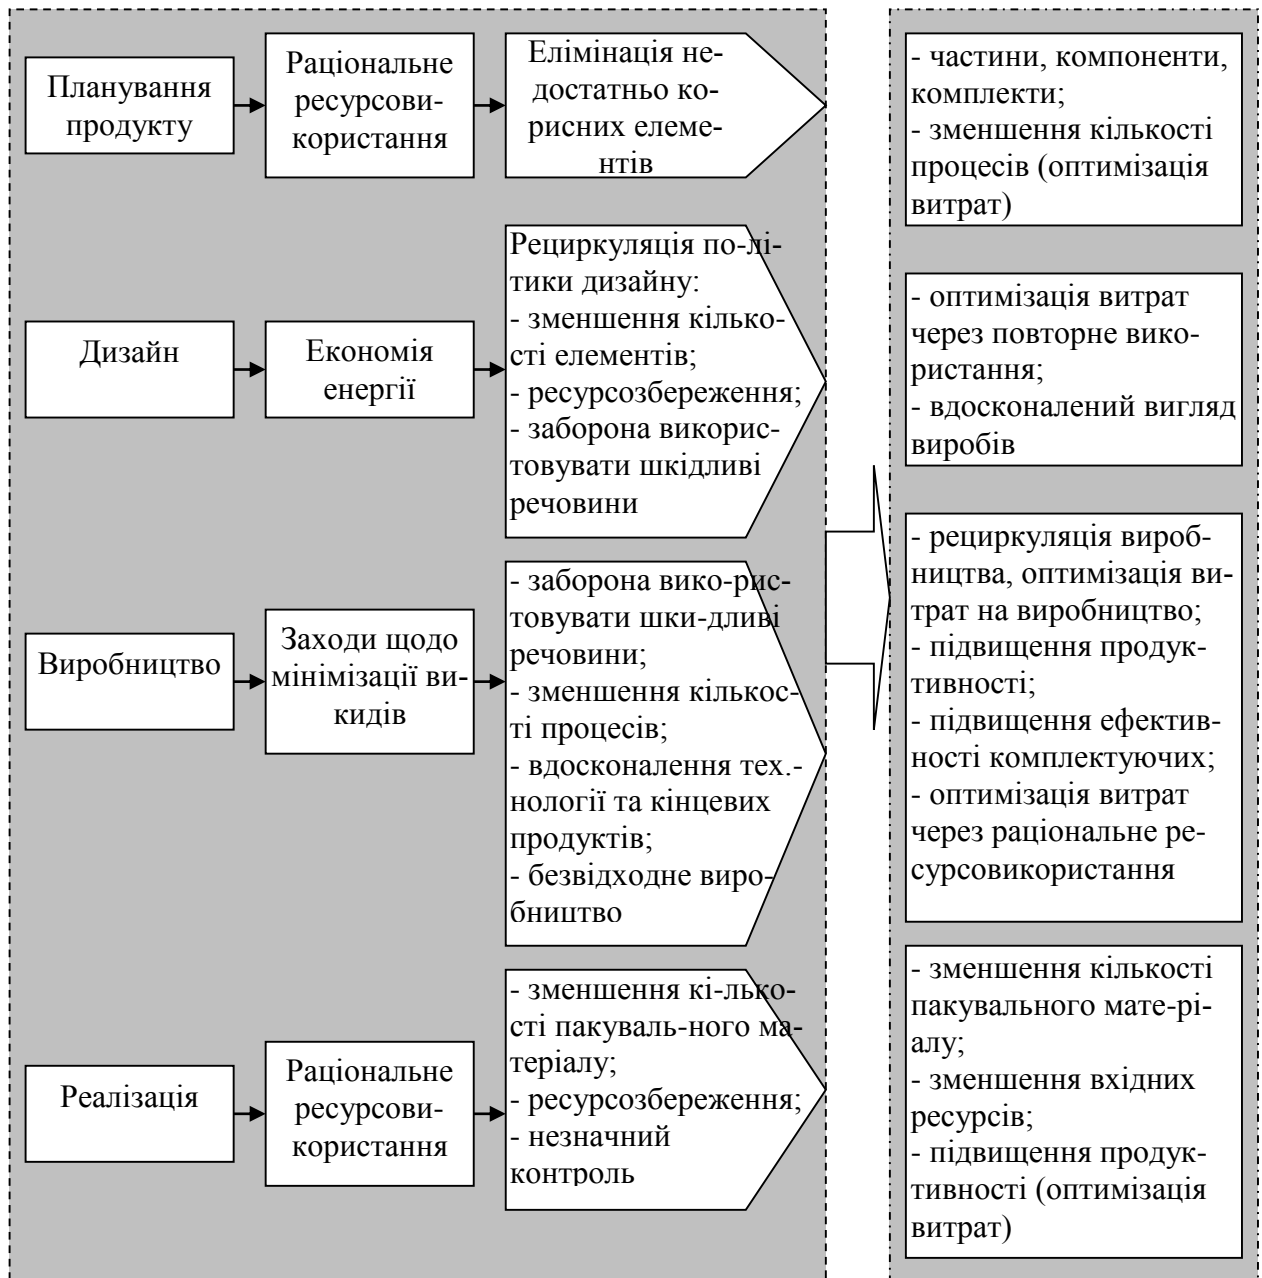 Планування
продукту
Раціональне
ресурсови-
користання
Елімінація не-
достатньо ко-
рисних елеме-
нтів
- частини, компоненти,
комплекти;
- зменшення кількості
процесів (оптимізація
витрат)
Дизайн
Економія
енергії
Рециркуляція по-лі-
тики дизайну:
- зменшення кілько-
сті елементів;
- ресурсозбереження;
- заборона викорис-
товувати шкідливі
речовини
- оптимізація витрат
через повторне вико-
ристання;
- вдосконалений вигляд
виробів
Виробництво
Заходи щодо
мінімізації ви-
кидів
- заборона вико-рис-
товувати шки-дливі
речовини;
- зменшення кількос-
ті процесів;
- вдосконалення тех.-
нології та кінцевих
продуктів;
- безвідходне виро-
бництво
- рециркуляція вироб-
ництва, оптимізація ви-
трат на виробництво;
- підвищення продук-
тивності;
- підвищення ефектив-
ності комплектуючих;
- оптимізація витрат
через раціональне ре-
сурсовикористання
Реалізація
Раціональне
ресурсови-
користання
- зменшення кі-лько-
сті пакуваль-ного ма-
теріалу;
- ресурсозбереження;
- незначний
контроль
- зменшення кількості
пакувального мате-рі-
алу;
- зменшення вхідних
ресурсів;
- підвищення продук-
тивності (оптимізація
витрат)